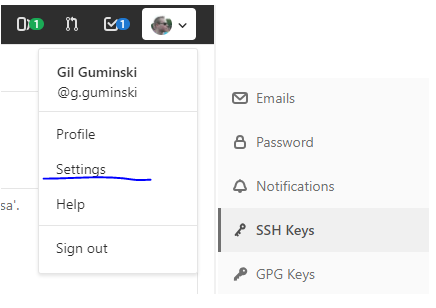 1
1
Gil Guminski
@g.guminski
Profile
Settings
sa'.
Help
Sign out
Emails
Password
Notifications
SSH Keys
GPG Keys